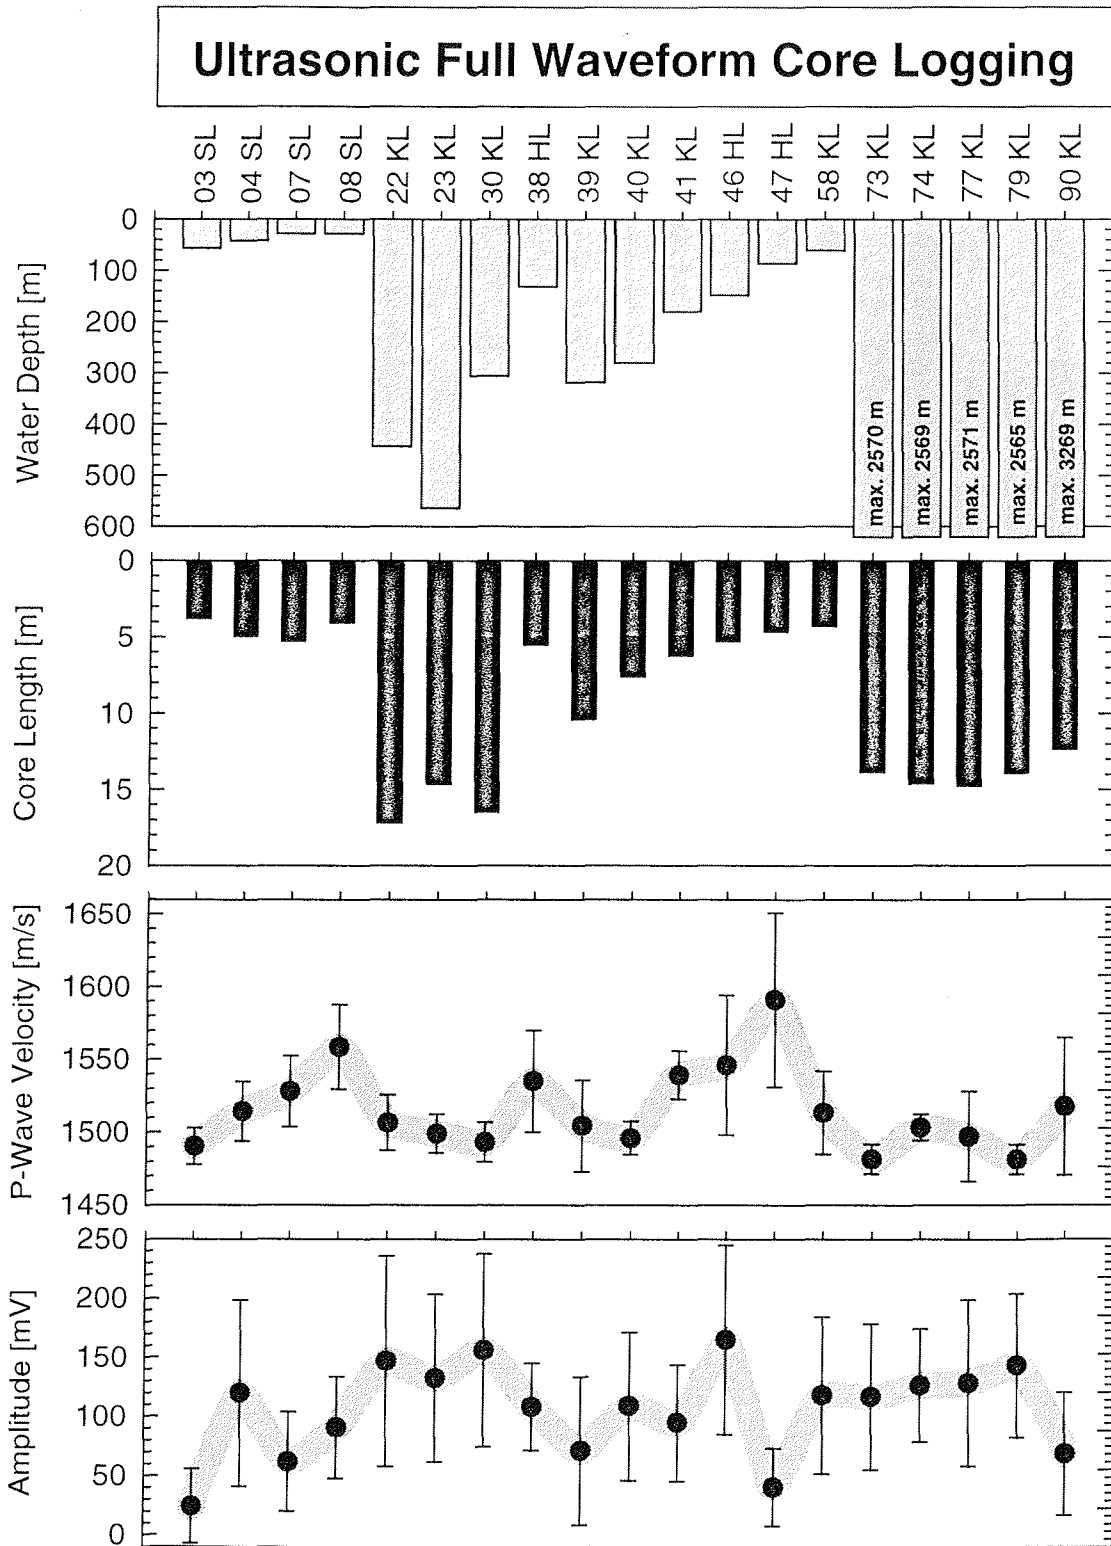 Ultrasonic Full Waveform Core Logging
03 SL
04 SL
07 SL
08 SL
22 KL
23 KL
30 KL
38 HL
39 KL
40 KL
41 KL
46 HL
47 HL
58 KL
73 KL
74 KL
77 KL
79 KL
90 KL
Water Depth [m]
0
100
200
300
400
500
600
max. 2570 m
max. 2569 m
max. 2571 m
max. 2565 m
max. 3269 m
Core Length [m]
0
5
10
15
20
P-Wave Velocity [m/s]
1650
1600
1550
1500
1450
Amplitude [mV]
250
200
150
100
50
0